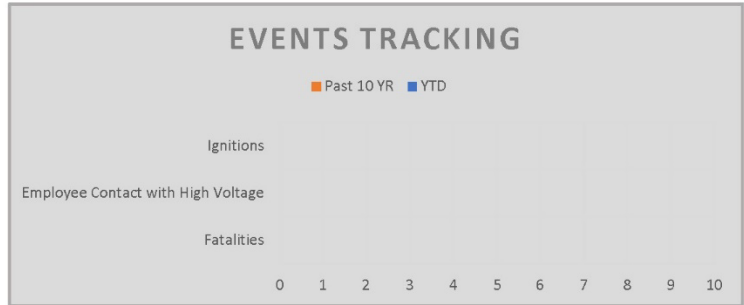 EVENTS TRACKING
Past 10 YR YTD
Ignitions
Employee Contact with High Voltage
Fatalities
0 1 2 3 4 5 6 7 8 9 10